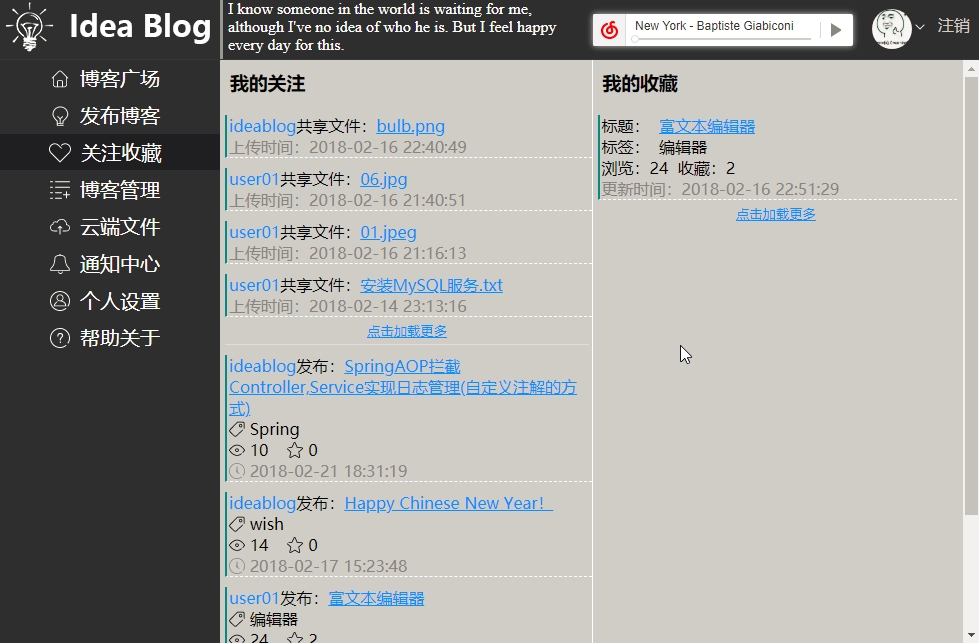 Idea Blog
I know someone in the world is waiting for me,
although I've no idea of who he is. But I feel happy
every day for this.
New York - Baptiste Giabiconi
注销
博客广场
发布博客
关注收藏
博客管理
云端文件
通知中心
个人设置
帮助关于
我的关注
ideablog共享文件：bulb.png
上传时间：2018-02-16 22:40:49
user01共享文件：06.jpg
上传时间：2018-02-16 21:40:51
user01共享文件：01.jpeg
上传时间：2018-02-16 21:16:13
user01共享文件：安装MySQL服务.txt
上传时间：2018-02-14 23:13:16
点击加载更多
ideablog发布：SpringAOP拦截
Controller,Service实现日志管理(自定义注解的方
式)
Spring
10 0
2018-02-21 18:31:19
ideablog发布：Happy Chinese New Year！
wish
14 0
2018-02-17 15:23:48
user01发布：富文本编辑器
编辑器
24 2
我的收藏
标题： 富文本编辑器
标签： 编辑器
浏览：24 收藏：2
更新时间：2018-02-16 22:51:29
点击加载更多